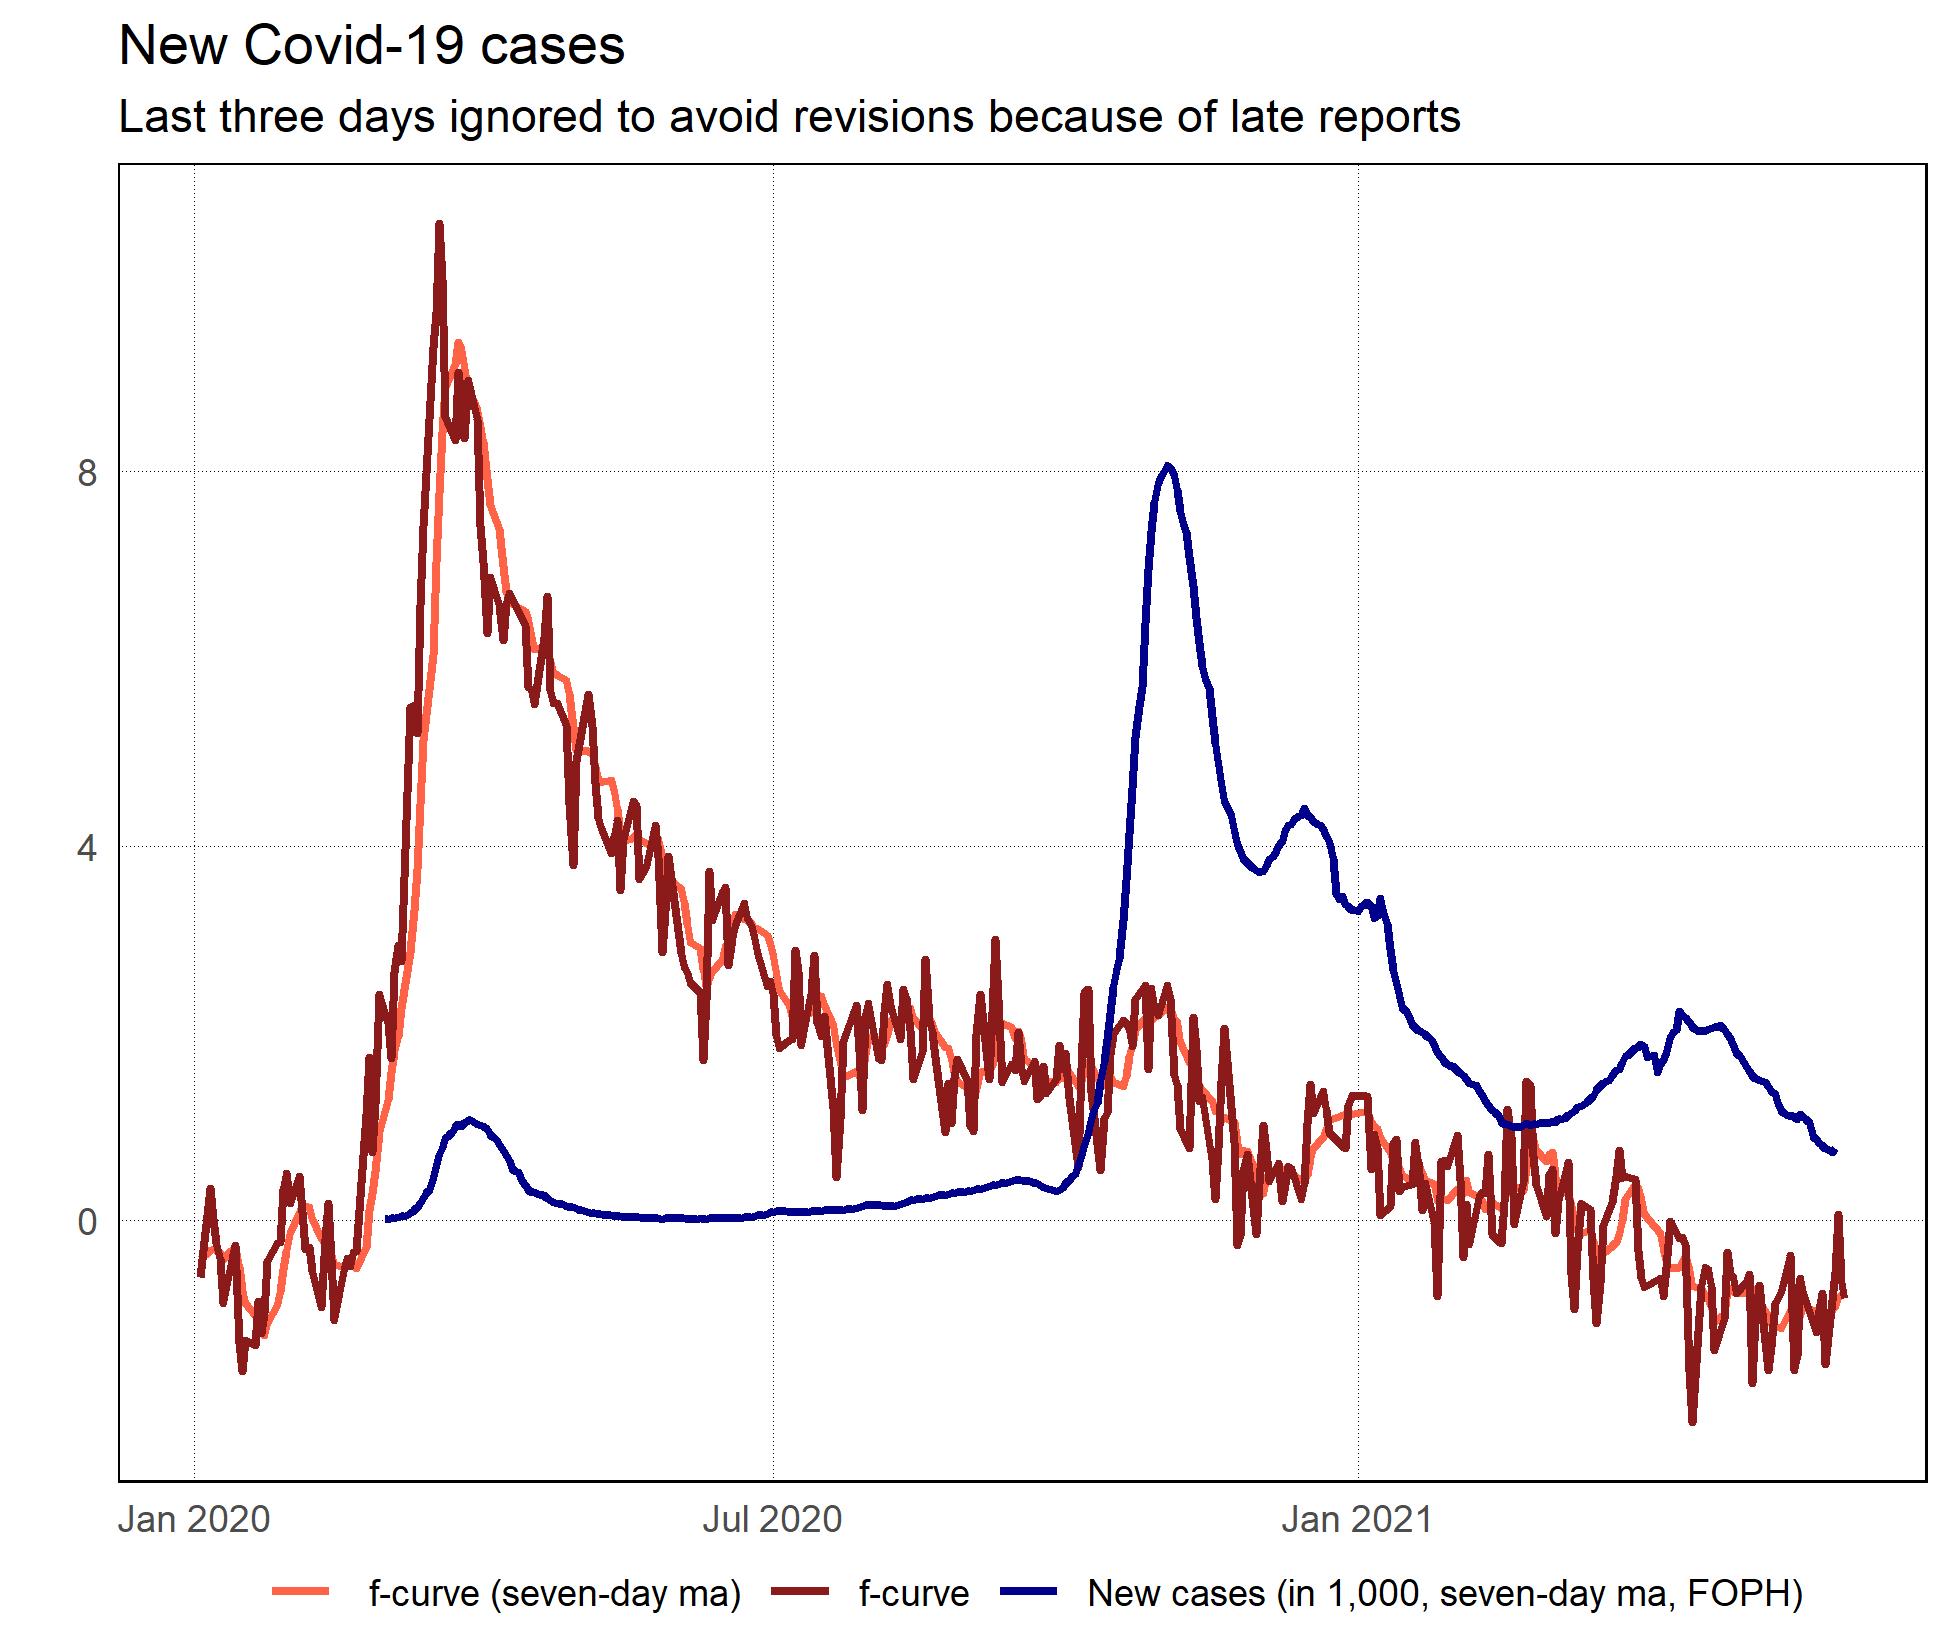 New Covid-19 cases
Last three days ignored to avoid revisions because of late reports
8
4
0
Jan 2020 Jul 2020 Jan 2021
f-curve (seven-day ma) f-curve New cases (in 1,000, seven-day ma, FOPH)